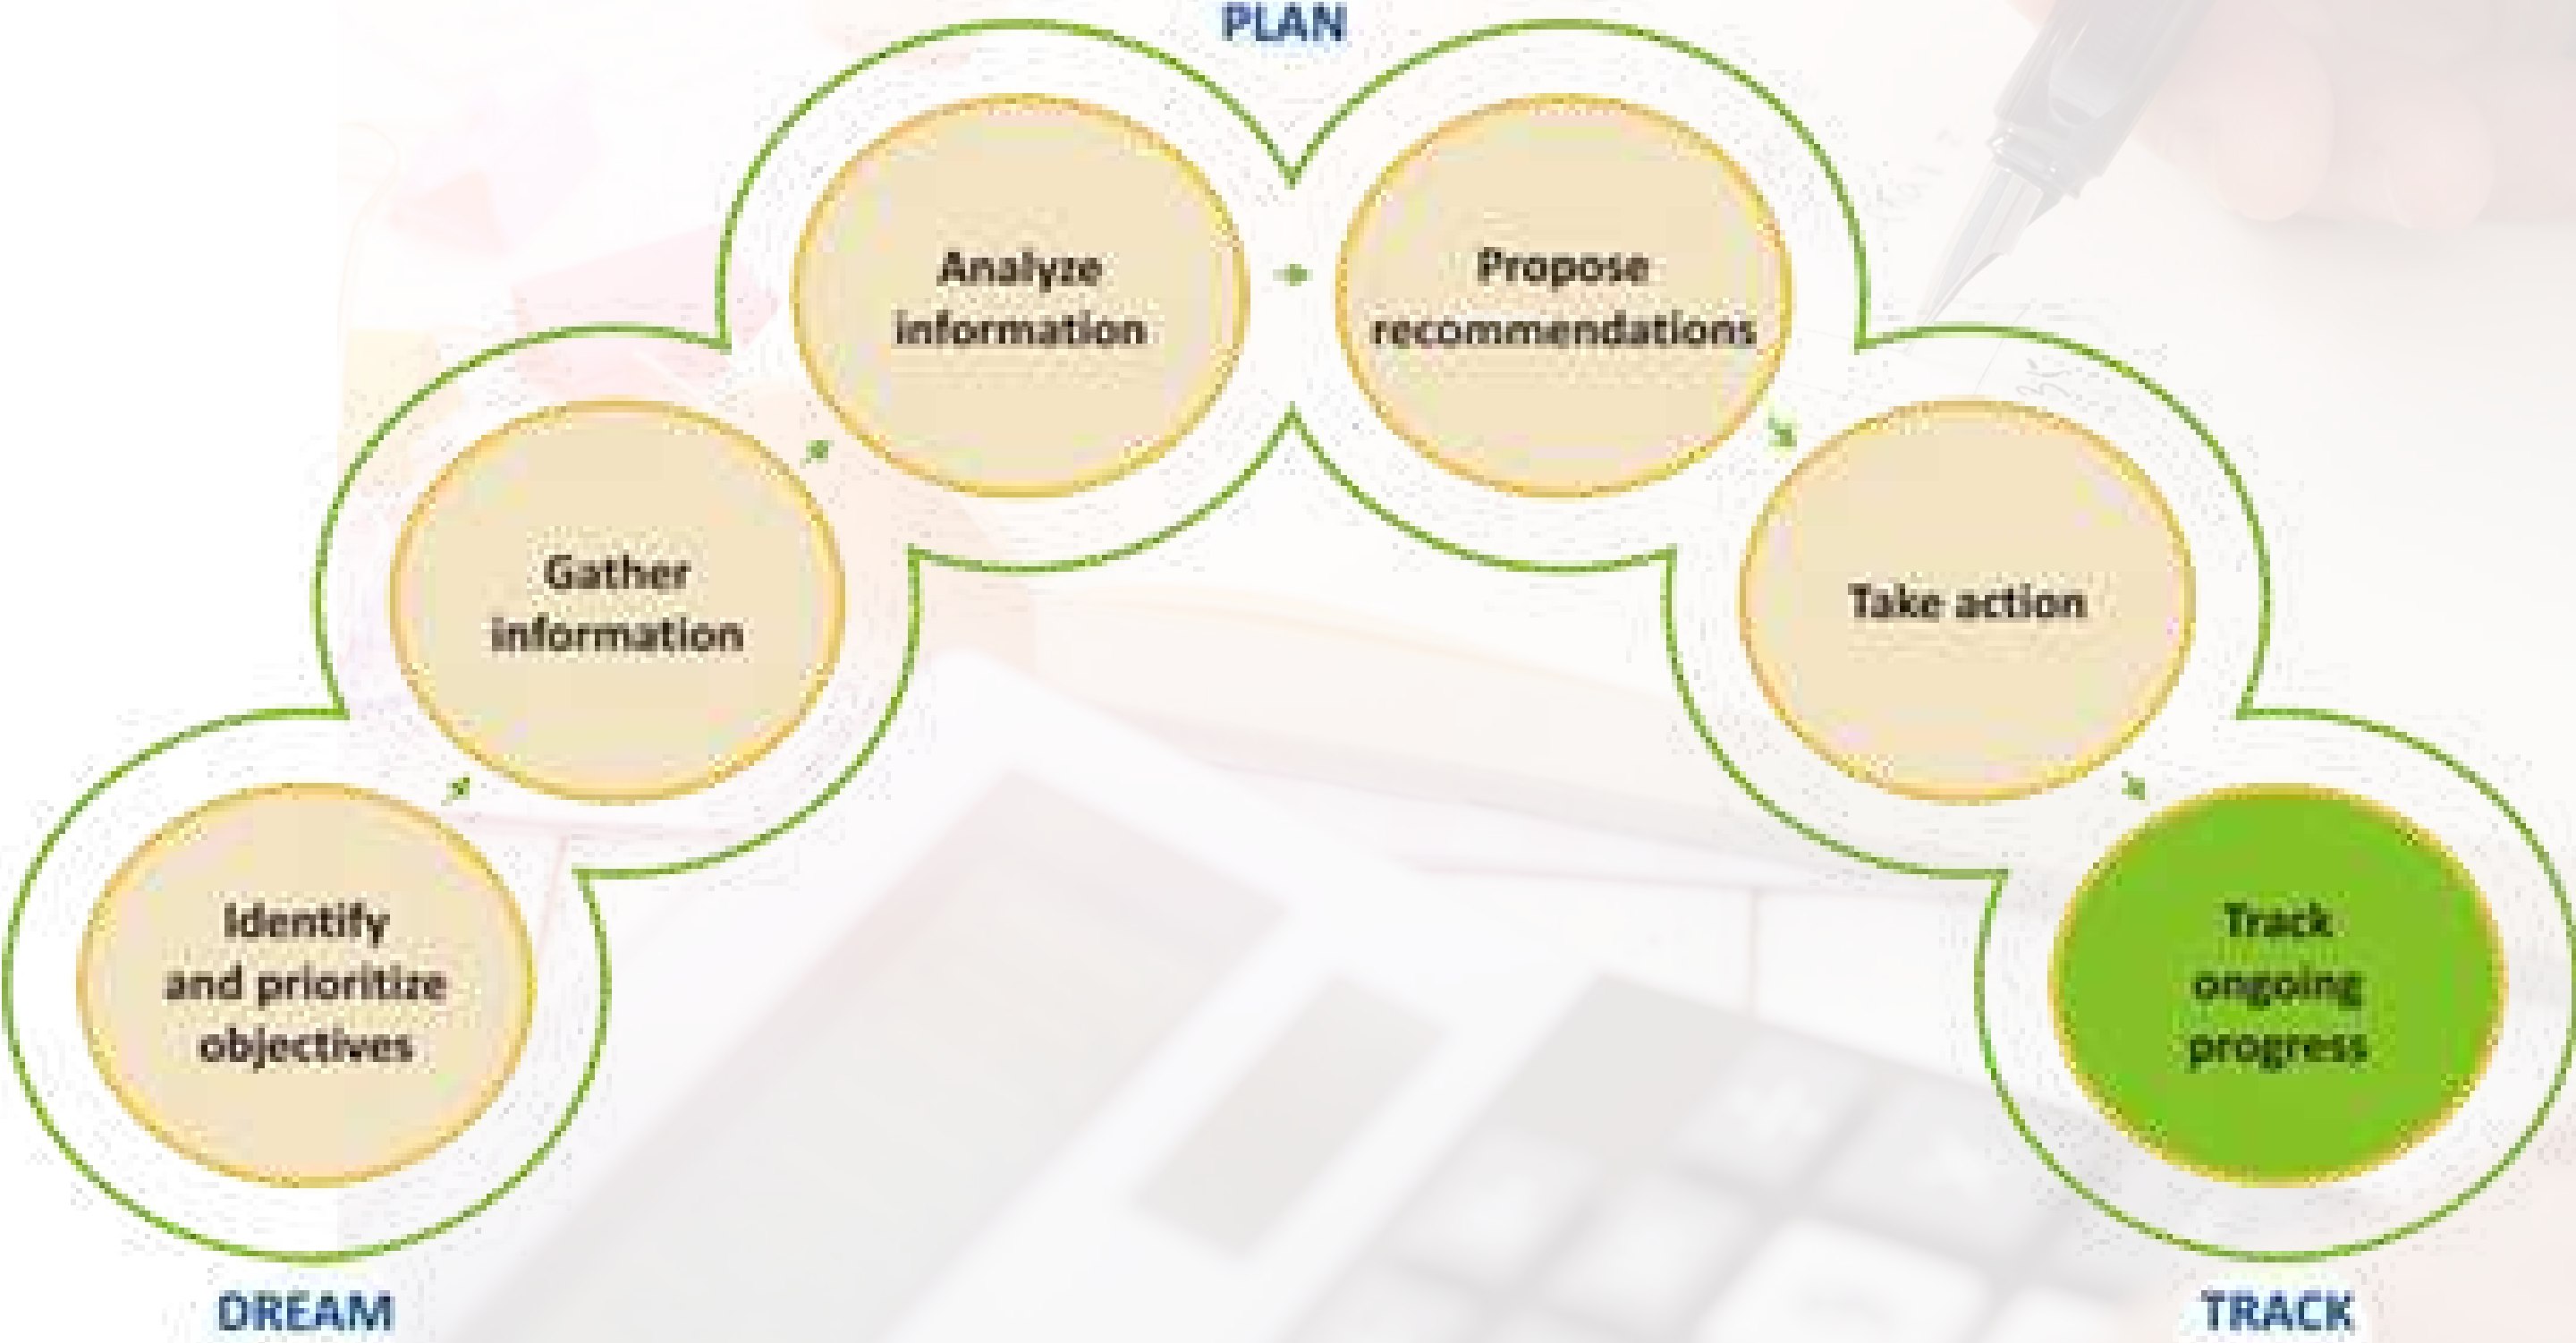 PLAN
Analyze
information
Propose
recommendations
Gather
information
Take action
Identify
and prioritize
objectives
Track
ongoing
progress
DREAM
TRACK